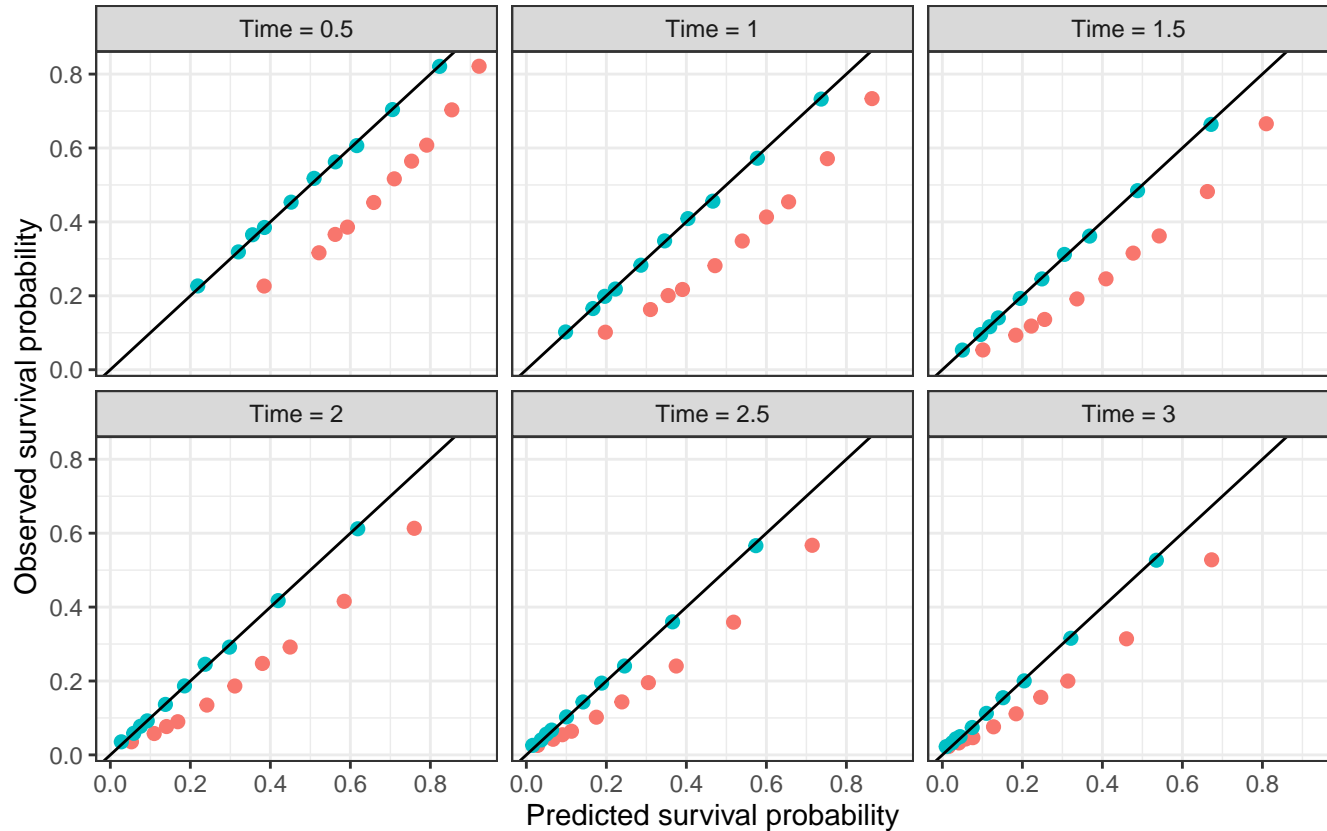 Time = 0.5
Time = 1
Time = 1.5
0.8
0.6
0.4
0.2
0.0
Observed survival probability
Time = 2
Time = 2.5
Time = 3
0.8
0.6
0.4
0.2
0.0
0.0 0.2 0.4 0.6 0.8 0.0 0.2 0.4 0.6 0.8 0.0 0.2 0.4 0.6 0.8
Predicted survival probability